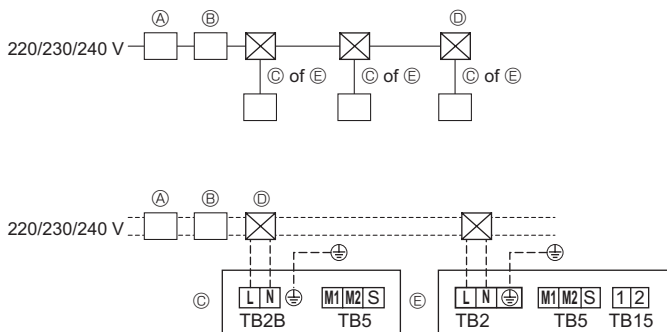 Ⓐ Ⓑ Ⓓ
220/230/240 V
Ⓒ of Ⓔ Ⓒ of Ⓔ Ⓒ of Ⓔ
Ⓐ Ⓑ Ⓓ
220/230/240 V
Ⓒ L N M1 M2 S Ⓔ L N M1 M2 S 1 2
TB2B TB5 TB2 TB5 TB15